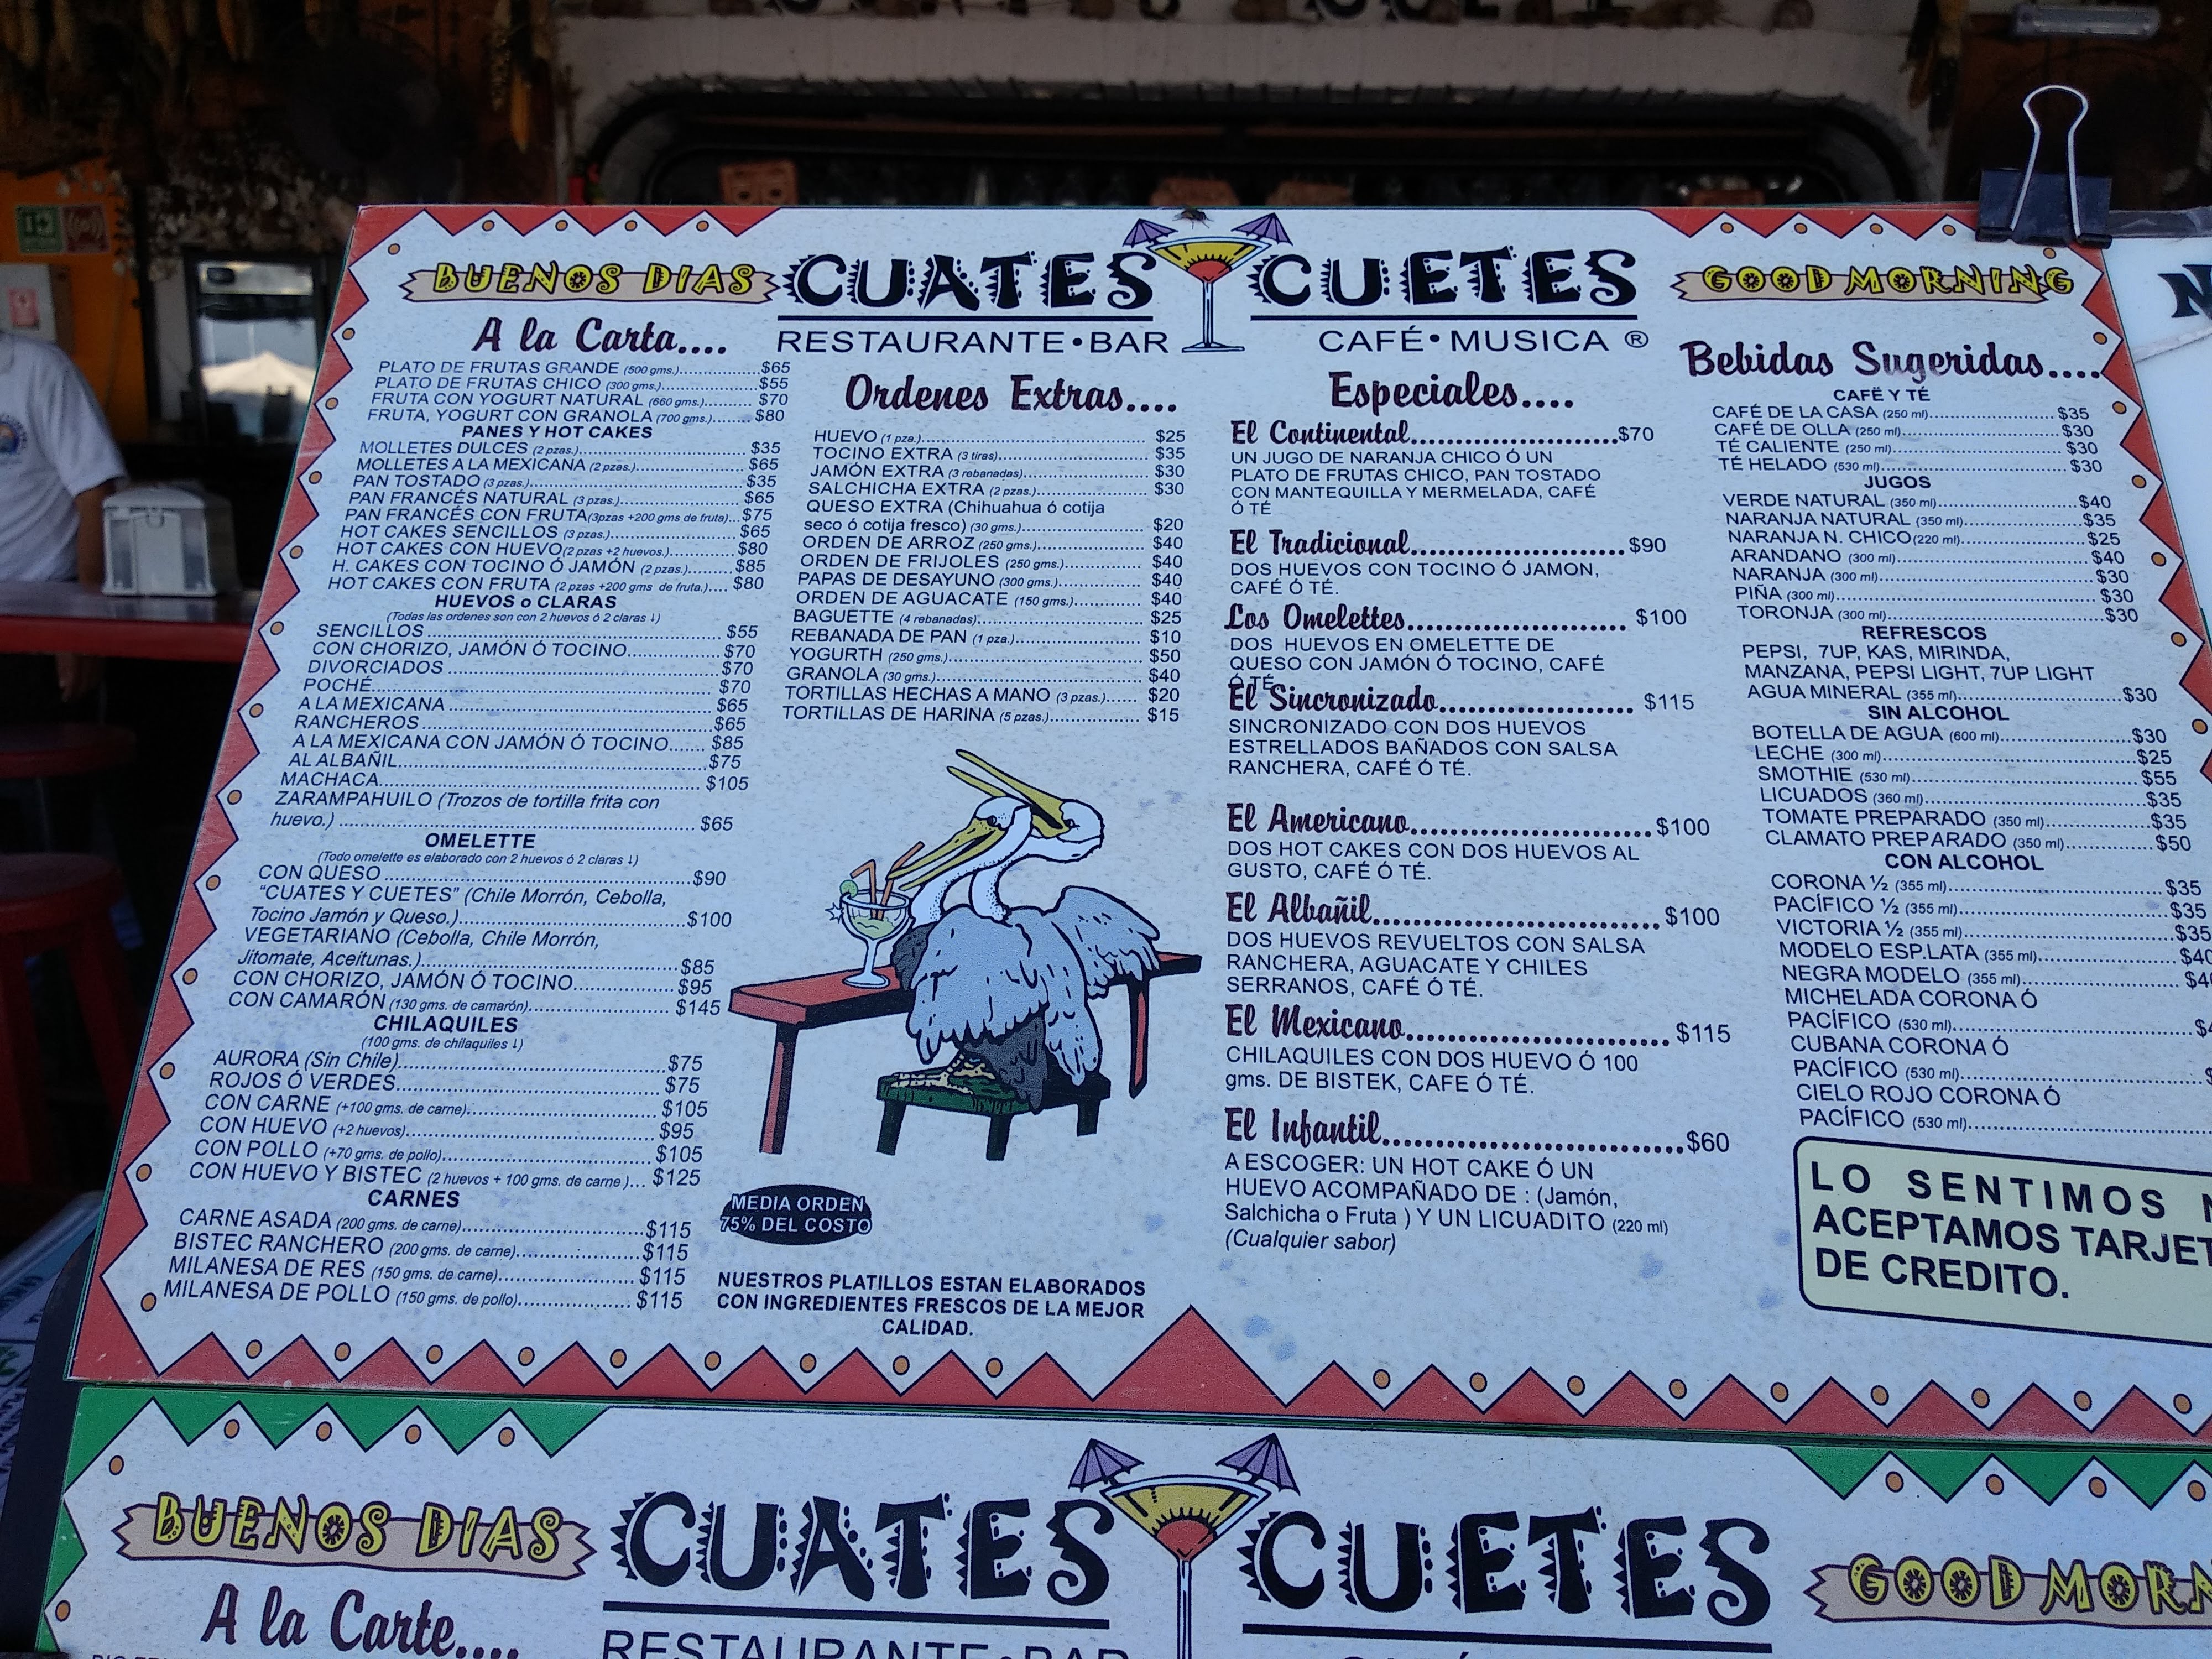 BUENOS DIAS
CUATES CUETES
GOOD MORNING
RESTAURANTE • BAR
CAFÉ • MUSICA ®
A la Carta....
PLATO DE FRUTAS GRANDE (500 gms.)..............$65
PLATO DE FRUTAS CHICO (300 gms.)..............$55
FRUTA CON YOGURT NATURAL (660 gms.)......$70
FRUTA, YOGURT CON GRANOLA (700 gms.)......$80
PANES Y HOT CAKES
MOLLETES DULCES (2 pzas.)..............$35
MOLLETES A LA MEXICANA (2 pzas.)..............$65
PAN TOSTADO (3 pzas.)..............$35
PAN FRANCÉS NATURAL (3 pzas.)..............$65
PAN FRANCÉS CON FRUTA(3pzas +200 gms de fruta)...$75
HOT CAKES SENCILLOS (3 pzas.)..............$65
HOT CAKES CON HUEVO(2 pzas +2 huevos.)..............$80
H. CAKES CON TOCINO Ó JAMÓN (2 pzas.)......$85
HOT CAKES CON FRUTA (2 pzas +200 gms de fruta.)....$80
HUEVOS o CLARAS
(Todas las ordenes son con 2 huevos ó 2 claras ↓)
SENCILLOS..............$55
CON CHORIZO, JAMÓN Ó TOCINO..............$70
DIVORCIADOS..............$70
POCHÉ..............$70
A LA MEXICANA..............$65
RANCHEROS..............$65
A LA MEXICANA CON JAMÓN Ó TOCINO......$85
AL ALBAÑIL..............$75
MACHACA..............$105
ZARAMPAHUILO (Trozos de tortilla frita con
huevo.)..............$65
OMELETTE
(Todo omelette es elaborado con 2 huevos ó 2 claras ↓)
CON QUESO..............$90
“CUATES Y CUETES” (Chile Morrón, Cebolla,
Tocino Jamón y Queso.)..............$100
VEGETARIANO (Cebolla, Chile Morrón,
Jitomate, Aceitunas.)..............$85
CON CHORIZO, JAMÓN Ó TOCINO..............$95
CON CAMARÓN (130 gms. de camarón)..............$145
CHILAQUILES
(100 gms. de chilaquiles ↓)
AURORA (Sin Chile)..............$75
ROJOS Ó VERDES..............$75
CON CARNE (+100 gms. de carne)..............$105
CON HUEVO (+2 huevos)..............$95
CON POLLO (+70 gms. de pollo)..............$105
CON HUEVO Y BISTEC (2 huevos + 100 gms. de carne )...$125
CARNES
CARNE ASADA (200 gms. de carne)..............$115
BISTEC RANCHERO (200 gms. de carne)..............$115
MILANESA DE RES (150 gms. de carne)..............$115
MILANESA DE POLLO (150 gms. de pollo)..............$115
Ordenes Extras....
HUEVO (1 pza.)..............$25
TOCINO EXTRA (3 tiras)..............$35
JAMÓN EXTRA (3 rebanadas)..............$30
SALCHICHA EXTRA (2 pzas.)..............$30
QUESO EXTRA (Chihuahua ó cotija
seco ó cotija fresco) (30 gms.)..............$20
ORDEN DE ARROZ (250 gms.)..............$40
ORDEN DE FRIJOLES (250 gms.)..............$40
PAPAS DE DESAYUNO (300 gms.)..............$40
ORDEN DE AGUACATE (150 gms.)..............$40
BAGUETTE (4 rebanadas)..............$25
REBANADA DE PAN (1 pza.)..............$10
YOGURTH (250 gms.)..............$50
GRANOLA (30 gms.)..............$40
TORTILLAS HECHAS A MANO (3 pzas.)......$20
TORTILLAS DE HARINA (5 pzas.)..............$15
MEDIA ORDEN
75% DEL COSTO
NUESTROS PLATILLOS ESTAN ELABORADOS
CON INGREDIENTES FRESCOS DE LA MEJOR
CALIDAD.
Especiales....
El Continental..............$70
UN JUGO DE NARANJA CHICO Ó UN
PLATO DE FRUTAS CHICO, PAN TOSTADO
CON MANTEQUILLA Y MERMELADA, CAFÉ
Ó TÉ
El Tradicional..............$90
DOS HUEVOS CON TOCINO Ó JAMON,
CAFÉ Ó TÉ.
Los Omelettes..............$100
DOS HUEVOS EN OMELETTE DE
QUESO CON JAMÓN Ó TOCINO, CAFÉ
Ó TÉ
El Sincronizado..............$115
SINCRONIZADO CON DOS HUEVOS
ESTRELLADOS BAÑADOS CON SALSA
RANCHERA, CAFÉ Ó TÉ.
El Americano..............$100
DOS HOT CAKES CON DOS HUEVOS AL
GUSTO, CAFÉ Ó TÉ.
El Albañil..............$100
DOS HUEVOS REVUELTOS CON SALSA
RANCHERA, AGUACATE Y CHILES
SERRANOS, CAFÉ Ó TÉ.
El Mexicano..............$115
CHILAQUILES CON DOS HUEVO Ó 100
gms. DE BISTEK, CAFE Ó TÉ.
El Infantil..............$60
A ESCOGER: UN HOT CAKE Ó UN
HUEVO ACOMPAÑADO DE : (Jamón,
Salchicha o Fruta ) Y UN LICUADITO (220 ml)
(Cualquier sabor)
Bebidas Sugeridas....
CAFÉ Y TÉ
CAFÉ DE LA CASA (250 ml)..............$35
CAFÉ DE OLLA (250 ml)..............$30
TÉ CALIENTE (250 ml)..............$30
TÉ HELADO (530 ml)..............$30
JUGOS
VERDE NATURAL (350 ml)..............$40
NARANJA NATURAL (350 ml)..............$35
NARANJA N. CHICO(220 ml)..............$25
ARANDANO (300 ml)..............$40
NARANJA (300 ml)..............$30
PIÑA (300 ml)..............$30
TORONJA (300 ml)..............$30
REFRESCOS
PEPSI, 7UP, KAS, MIRINDA,
MANZANA, PEPSI LIGHT, 7UP LIGHT
AGUA MINERAL (355 ml)..............$30
SIN ALCOHOL
BOTELLA DE AGUA (600 ml)..............$30
LECHE (300 ml)..............$25
SMOTHIE (530 ml)..............$55
LICUADOS (360 ml)..............$35
TOMATE PREPARADO (350 ml)..............$35
CLAMATO PREPARADO (350 ml)..............$50
CON ALCOHOL
CORONA ½ (355 ml)..............$35
PACÍFICO ½ (355 ml)..............$35
VICTORIA ½ (355 ml)..............$35
MODELO ESP.LATA (355 ml)..............
NEGRA MODELO (355 ml)..............
MICHELADA CORONA Ó
PACÍFICO (530 ml)..............
CUBANA CORONA Ó
PACÍFICO (530 ml)..............
CIELO ROJO CORONA Ó
PACÍFICO (530 ml)..............
LO SENTIMOS
ACEPTAMOS TARJET
DE CREDITO.
BUENOS DIAS
CUATES CUETES
GOOD MORN
A la Carte....
RESTAURANTE • BAR